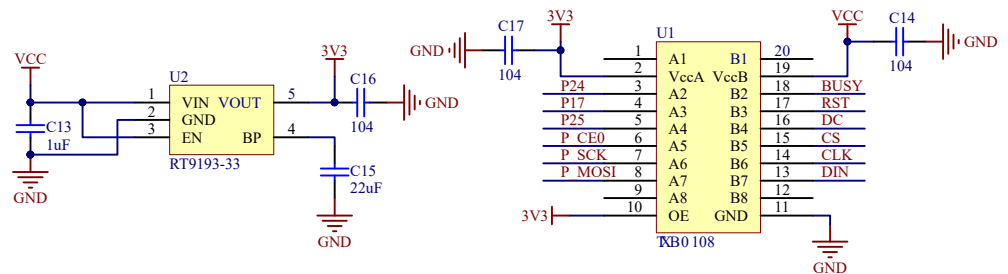 VCC
U2
1 VIN VOUT 5
2 GND
3 EN BP 4
RT9193-33
C13
1uF
GND
3V3
C16
104
GND
C15
22uF
GND
C17
104
GND
3V3
U1
1 A1 B1 20
2 VccA VccB 19
P24 3 A2 B2 18 BUSY
P17 4 A3 B3 17 RST
P25 5 A4 B4 16 DC
P_CE0 6 A5 B5 15 CS
P_SCK 7 A6 B6 14 CLK
P_MOSI 8 A7 B7 13 DIN
9 A8 B8 12
3V3 10 OE GND 11
TXB0108
GND
VCC
C14
104
GND